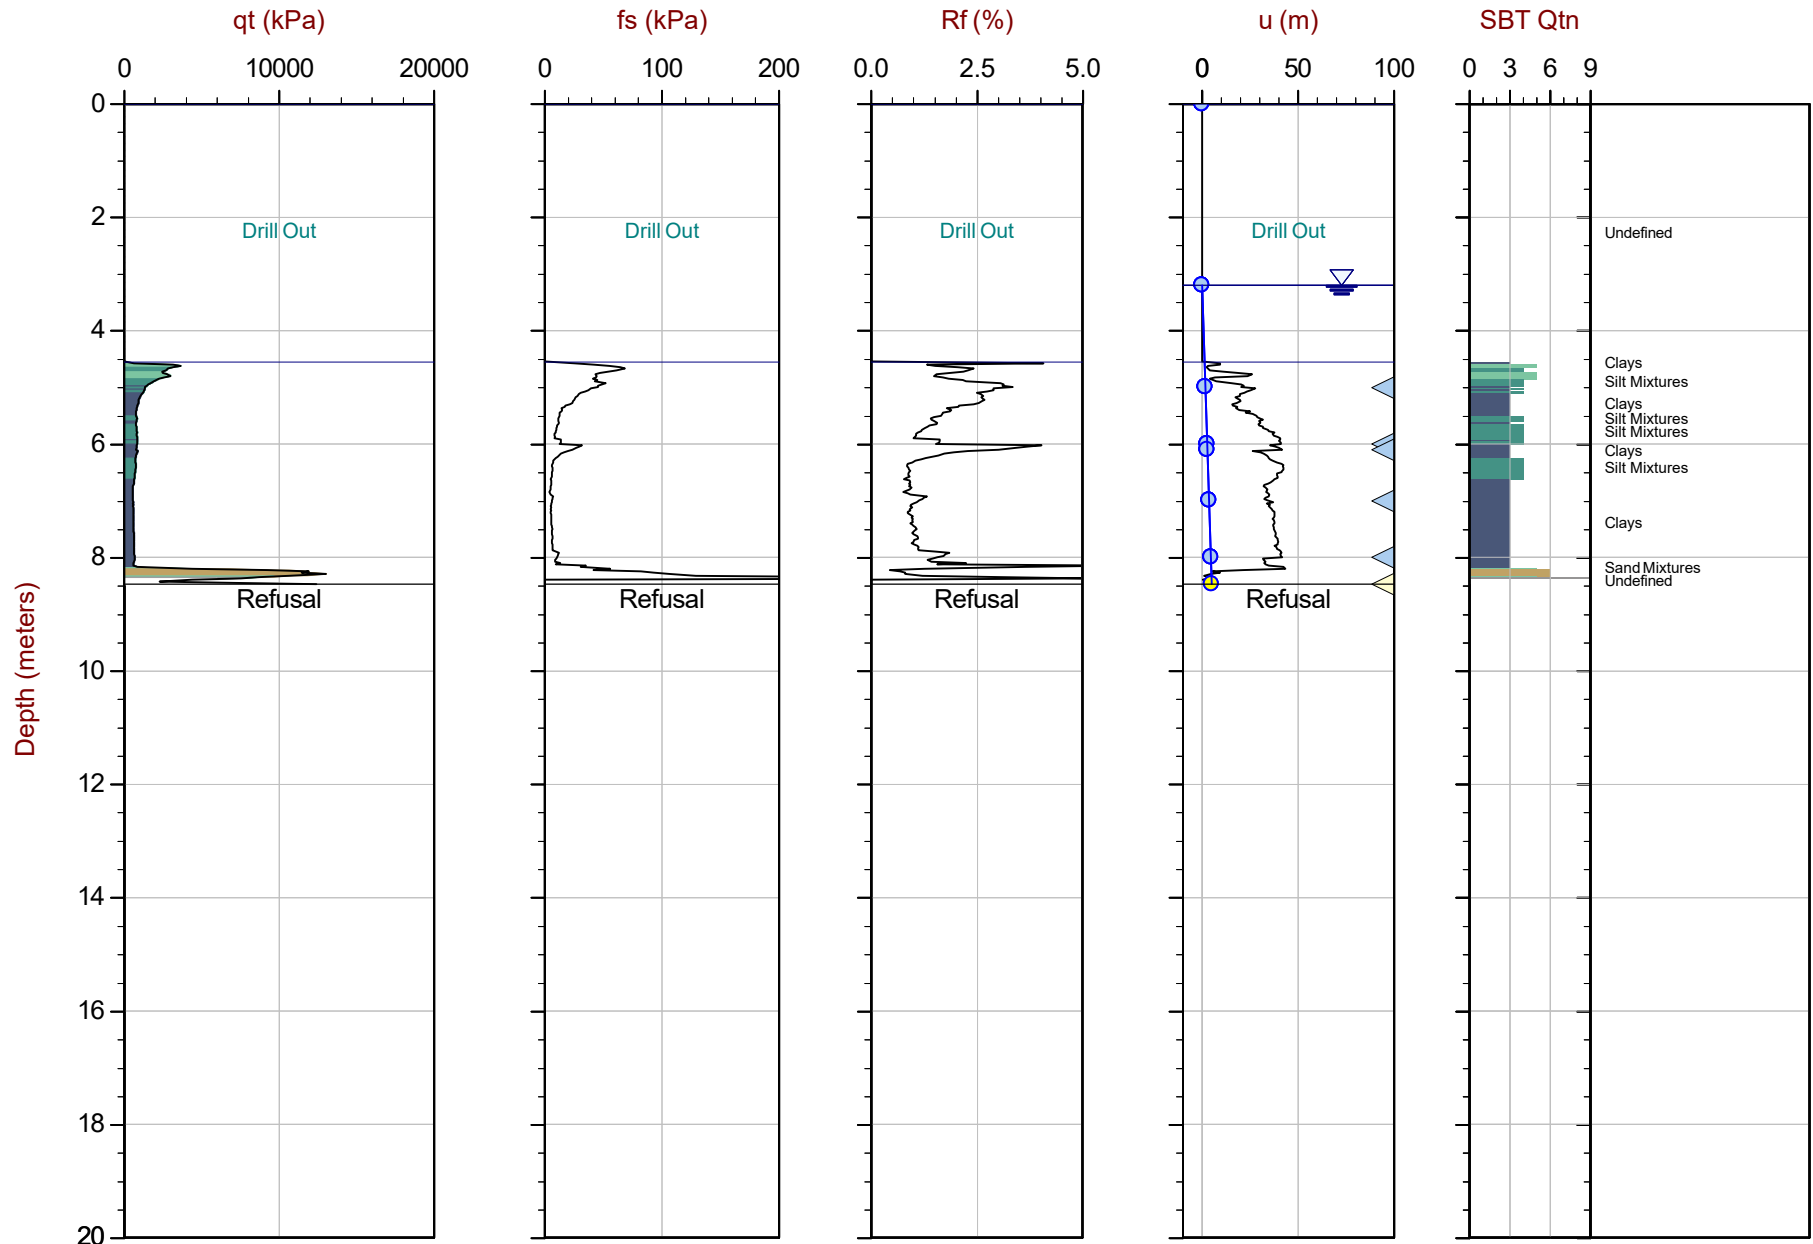 qt (kPa) fs (kPa) Rf (%) u (m) SBT Qtn
0 10000 20000 0 100 200 0.0 2.5 5.0 0 50 100 0 3 6 9
0
2
Drill Out Drill Out Drill Out Drill Out Undefined
4
Clays
Silt Mixtures
Clays
Silt Mixtures
Silt Mixtures
6
Clays
Silt Mixtures
Clays
8
Sand Mixtures
Undefined
Refusal Refusal Refusal Refusal
10
Depth (meters)
12
14
16
18
20